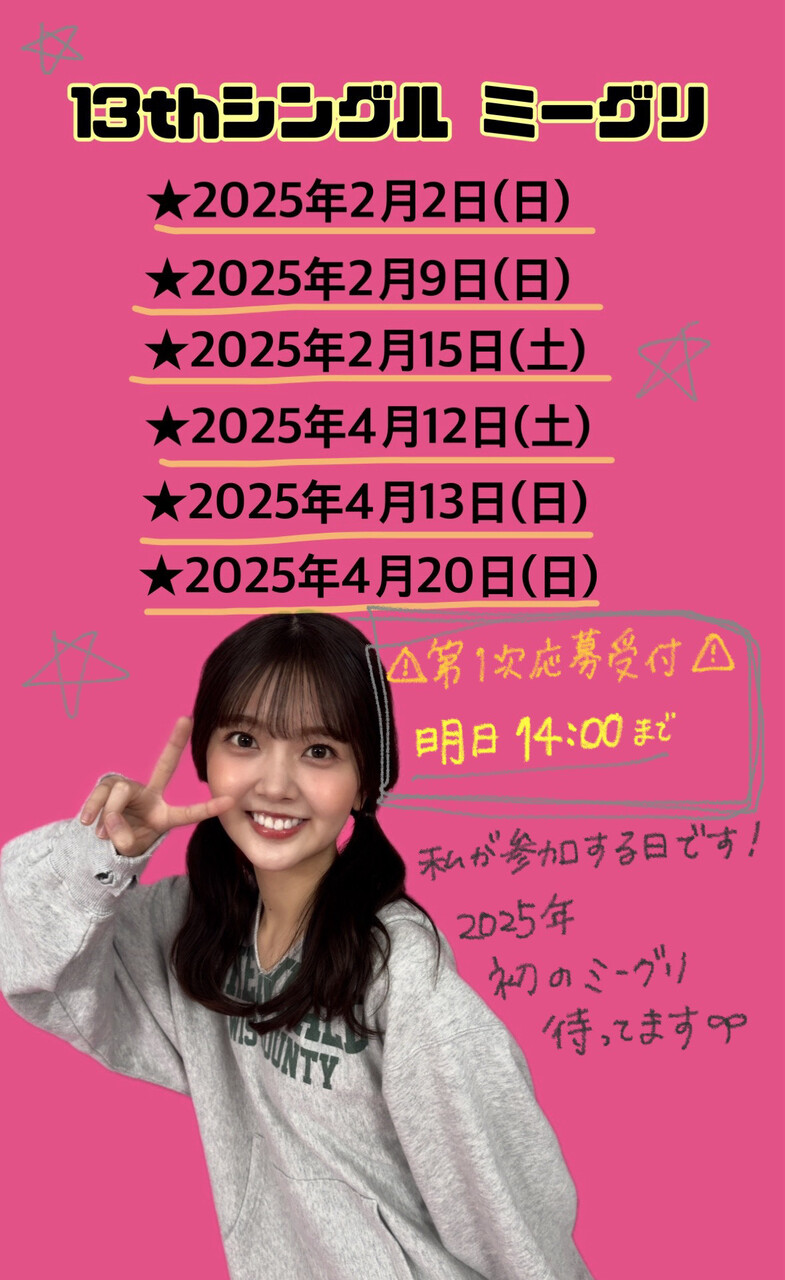 13thシングル ミーグリ
★2025年2月2日(日)
★2025年2月9日(日)
★2025年2月15日(土)
★2025年4月12日(土)
★2025年4月13日(日)
★2025年4月20日(日)
⚠第1次応募受付⚠
明日 14:00まで
私が参加する日です!
2025年
初のミーグリ
待ってます
COUNTY